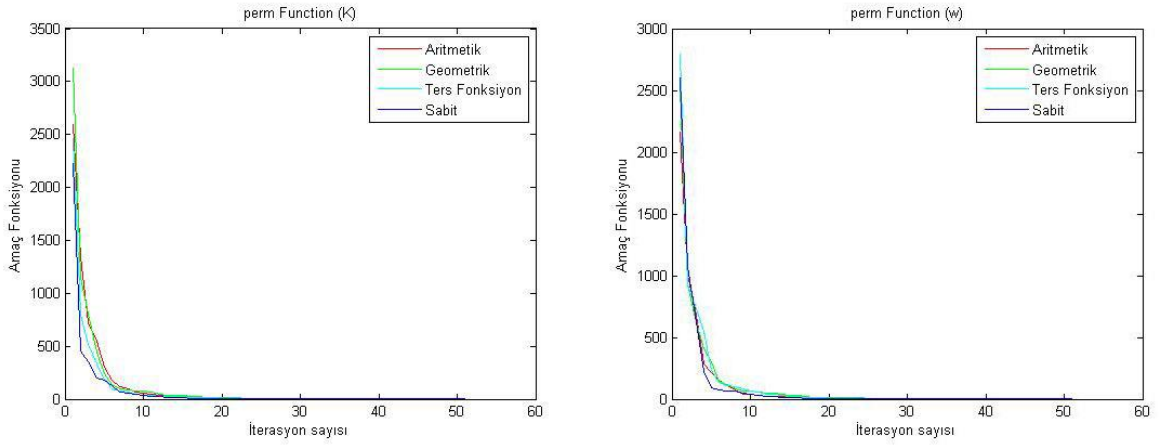 perm Function (K)
3500
3000
2500
2000
1500
1000
500
0
Amaç Fonksiyonu
Aritmetik
Geometrik
Ters Fonksiyon
Sabit
0 10 20 30 40 50 60
İterasyon sayısı
perm Function (w)
3000
2500
2000
1500
1000
500
0
Amaç Fonksiyonu
Aritmetik
Geometrik
Ters Fonksiyon
Sabit
0 10 20 30 40 50 60
İterasyon sayısı